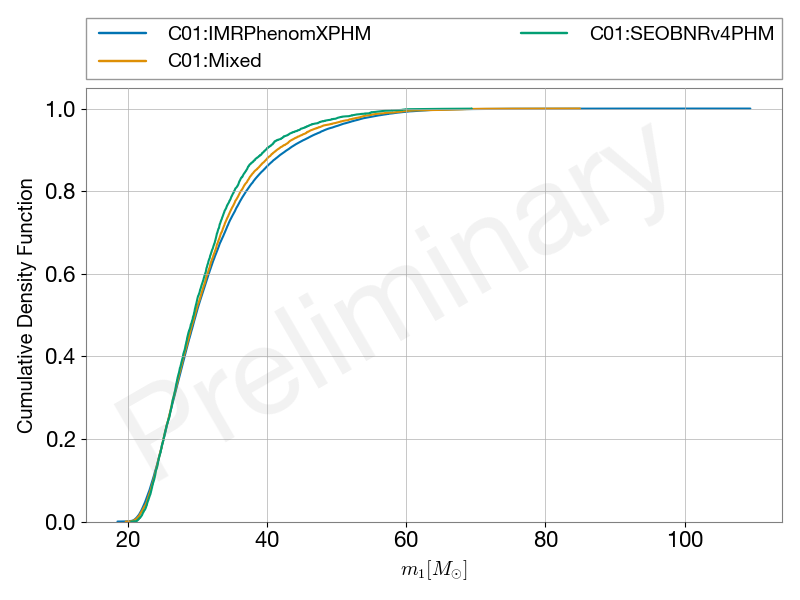 C01:IMRPhenomXPHM
C01:Mixed
C01:SEOBNRv4PHM
Cumulative Density Function
1.0
0.8
0.6
0.4
0.2
0.0
Preliminary
20 40 60 80 100
m₁[M⊙]